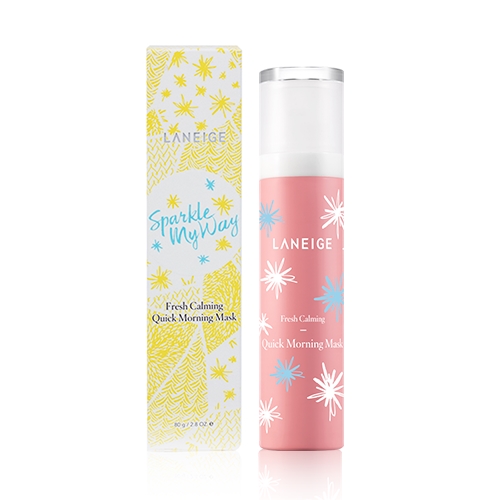 LANEIGE
Sparkle
My Way
Fresh Calming
Quick Morning Mask
80 g / 2.8 OZ. e
LANEIGE
Fresh Calming
Quick Morning Mask